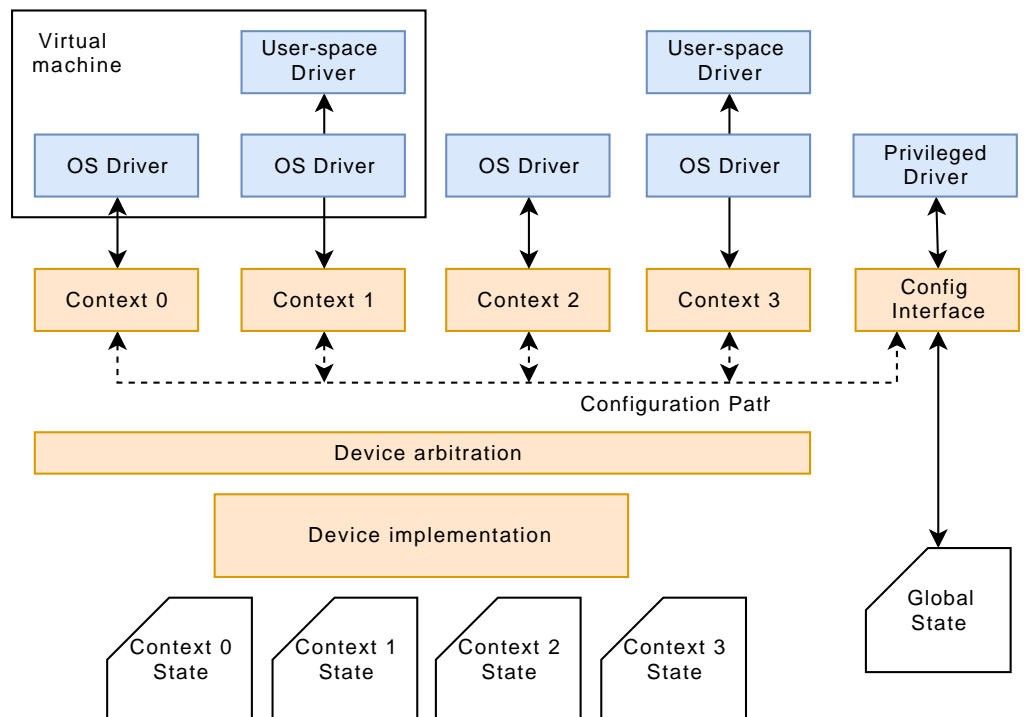 Virtual
machine
User-space
Driver
User-space
Driver
OS Driver
OS Driver
OS Driver
OS Driver
Privileged
Driver
Context 0
Context 1
Context 2
Context 3
Config
Interface
Configuration Path
Device arbitration
Device implementation
Global
State
Context 0
State
Context 1
State
Context 2
State
Context 3
State